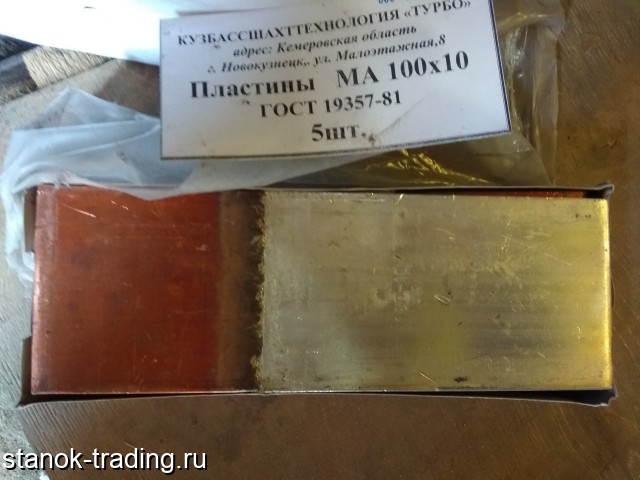 КУЗБАССШАХТТЕХНОЛОГИЯ «ТУРБО»
адрес: Кемеровская область
г. Новокузнецк,, ул. Малоэтажная,8
Пластины МА 100х10
ГОСТ 19357-81
5шт.
stanok-trading.ru